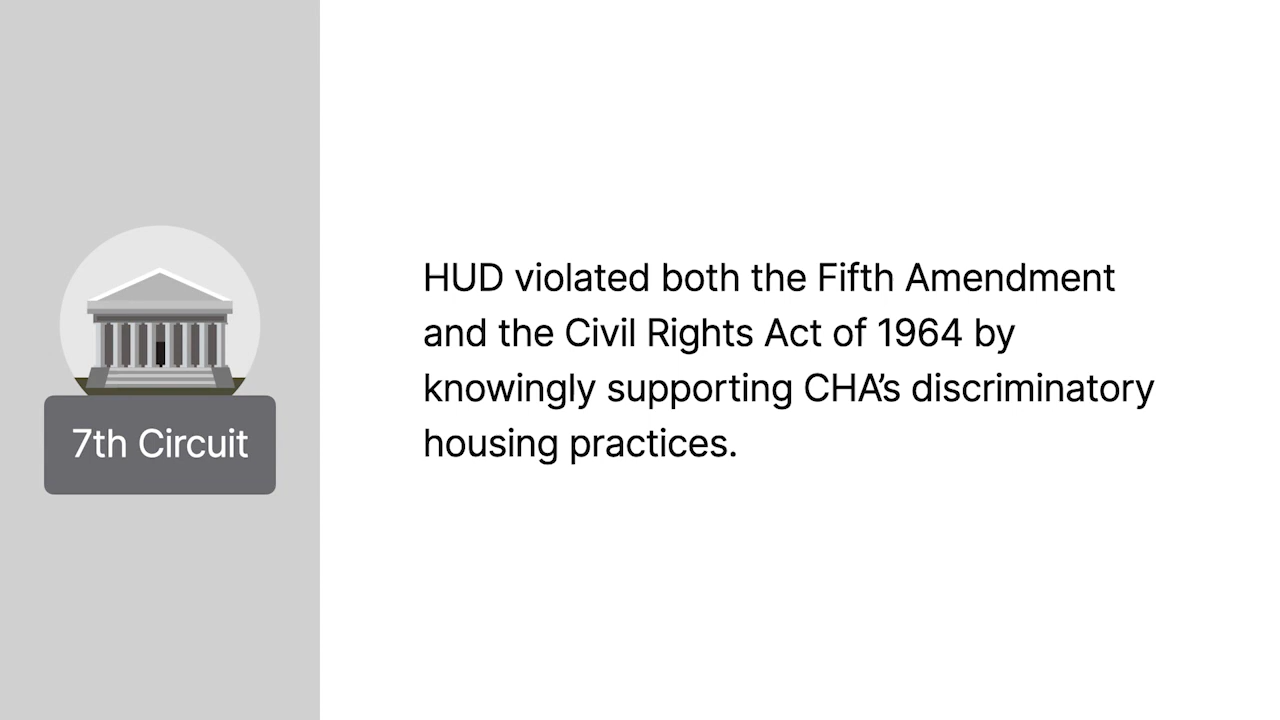 7th Circuit
HUD violated both the Fifth Amendment
and the Civil Rights Act of 1964 by
knowingly supporting CHA’s discriminatory
housing practices.